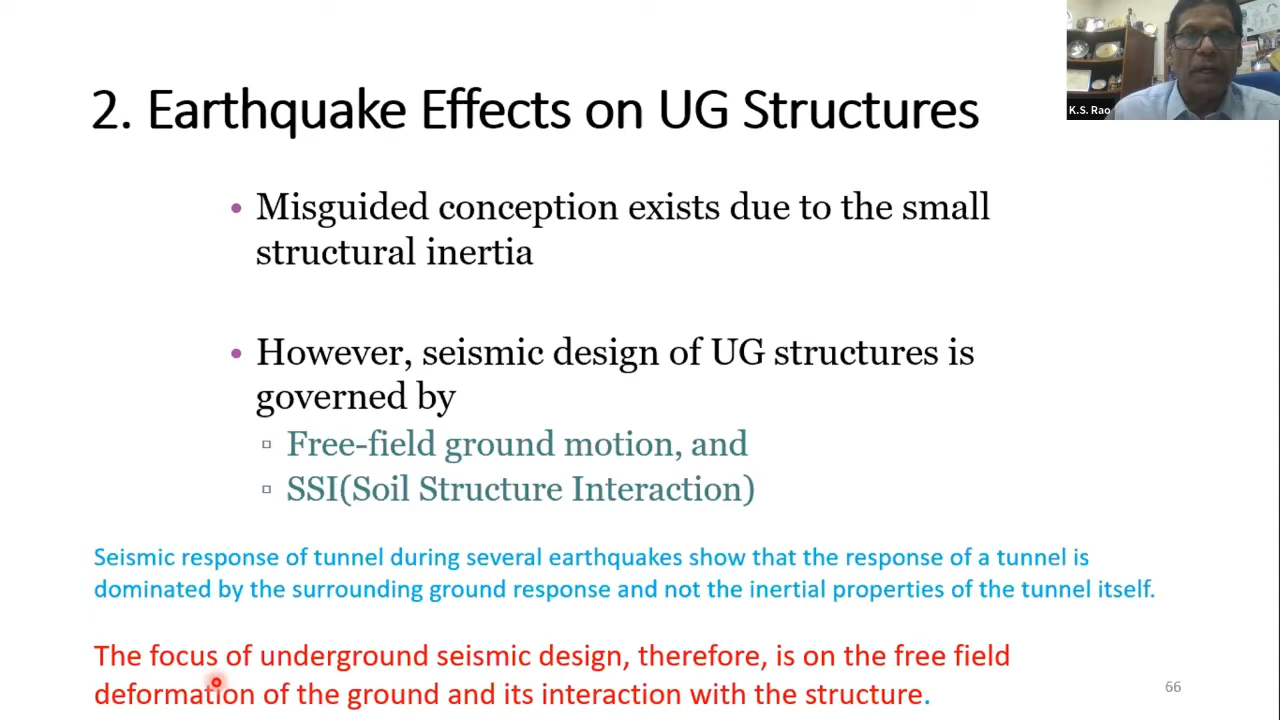 K.S. Rao
2. Earthquake Effects on UG Structures
• Misguided conception exists due to the small
structural inertia
• However, seismic design of UG structures is
governed by
▫ Free-field ground motion, and
▫ SSI(Soil Structure Interaction)
Seismic response of tunnel during several earthquakes show that the response of a tunnel is
dominated by the surrounding ground response and not the inertial properties of the tunnel itself.
The focus of underground seismic design, therefore, is on the free field
deformation of the ground and its interaction with the structure.
66